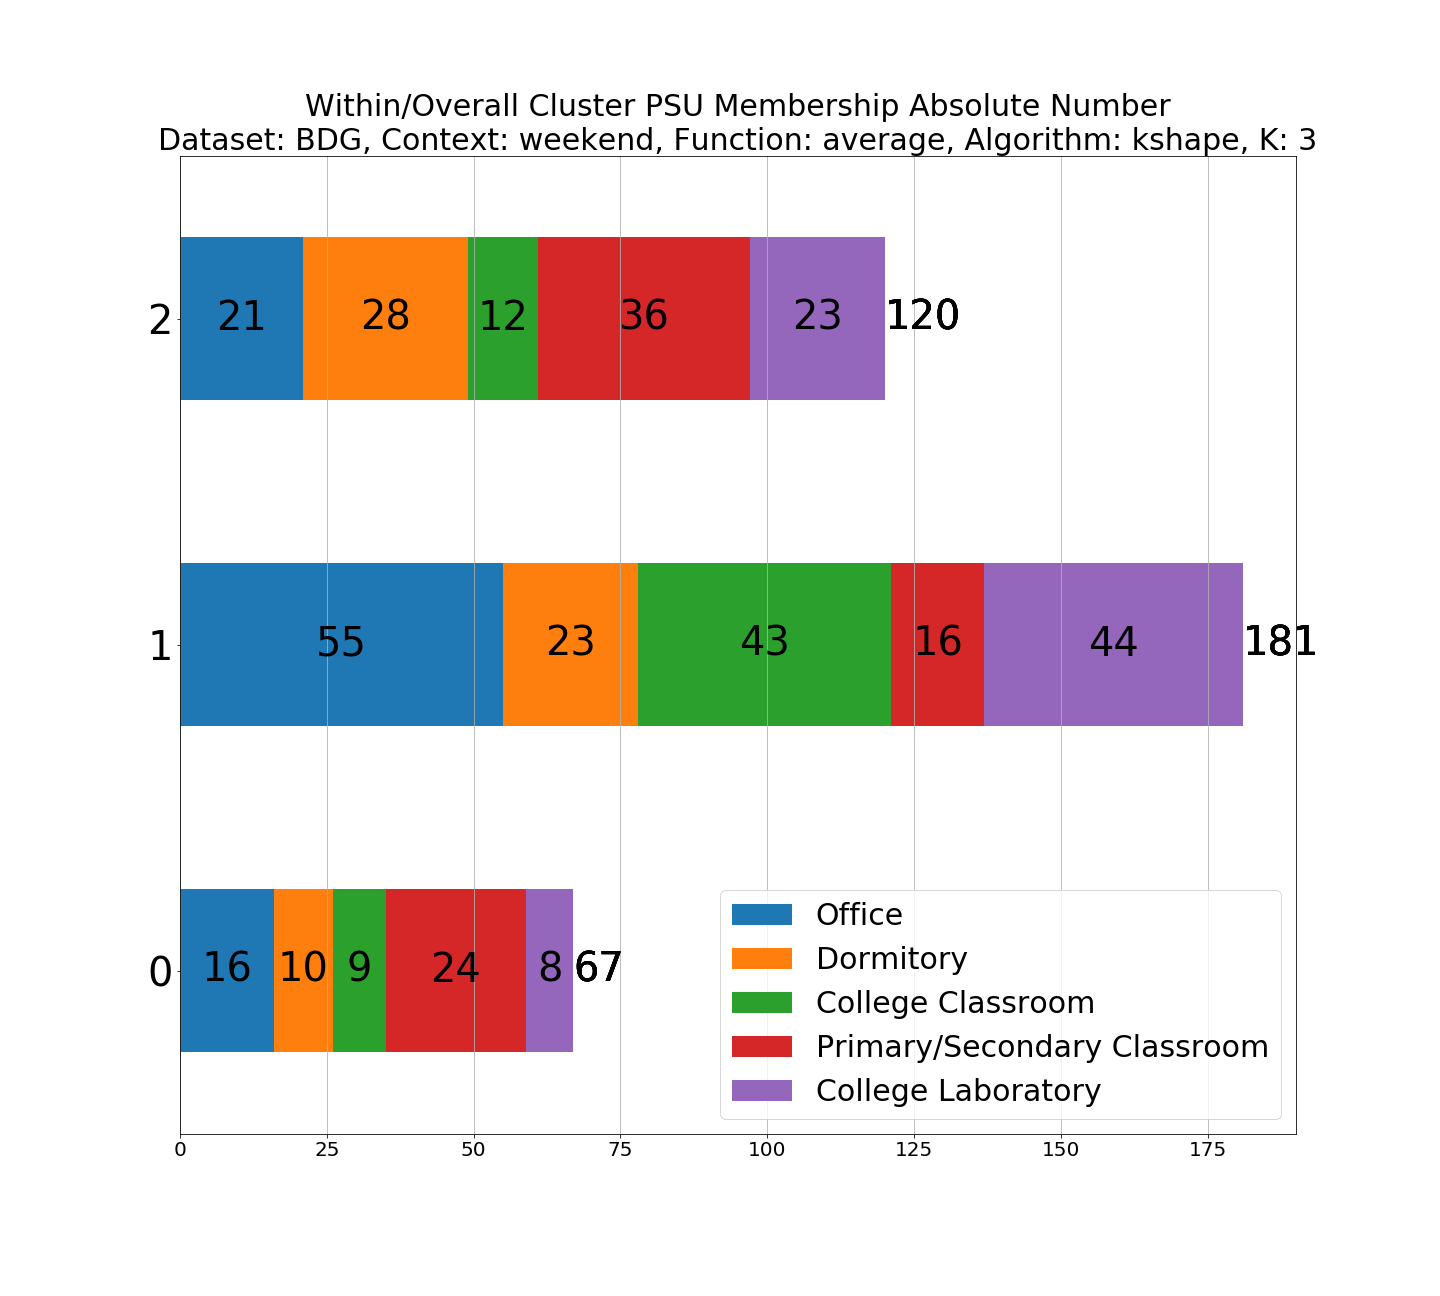 Within/Overall Cluster PSU Membership Absolute Number
Dataset: BDG, Context: weekend, Function: average, Algorithm: kshape, K: 3
2
21
28
12
36
23
120
1
55
23
43
16
44
181
0
16
10
9
24
8
67
Office
Dormitory
College Classroom
Primary/Secondary Classroom
College Laboratory
0 25 50 75 100 125 150 175